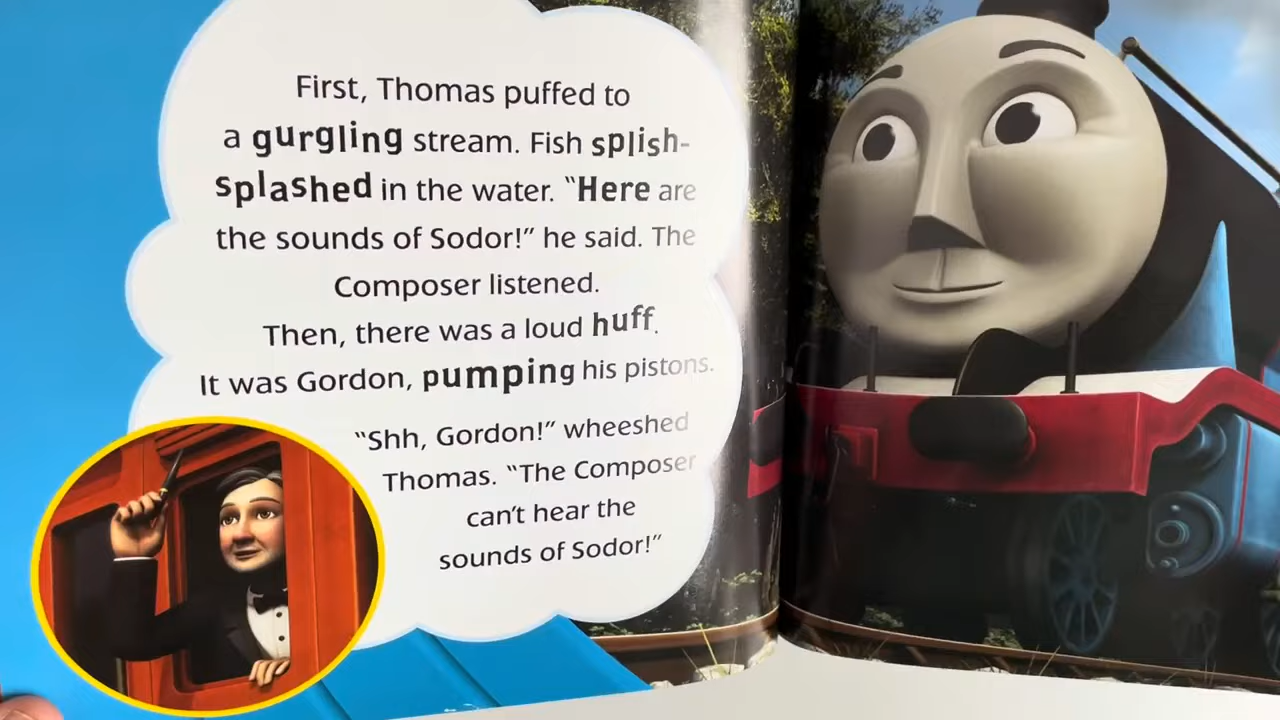 First, Thomas puffed to
a gurgling stream. Fish splish-
splashed in the water. “Here are
the sounds of Sodor!” he said. The
Composer listened.
Then, there was a loud huff.
It was Gordon, pumping his pistons.
“Shh, Gordon!” wheeshed
Thomas. “The Composer
can’t hear the
sounds of Sodor!”